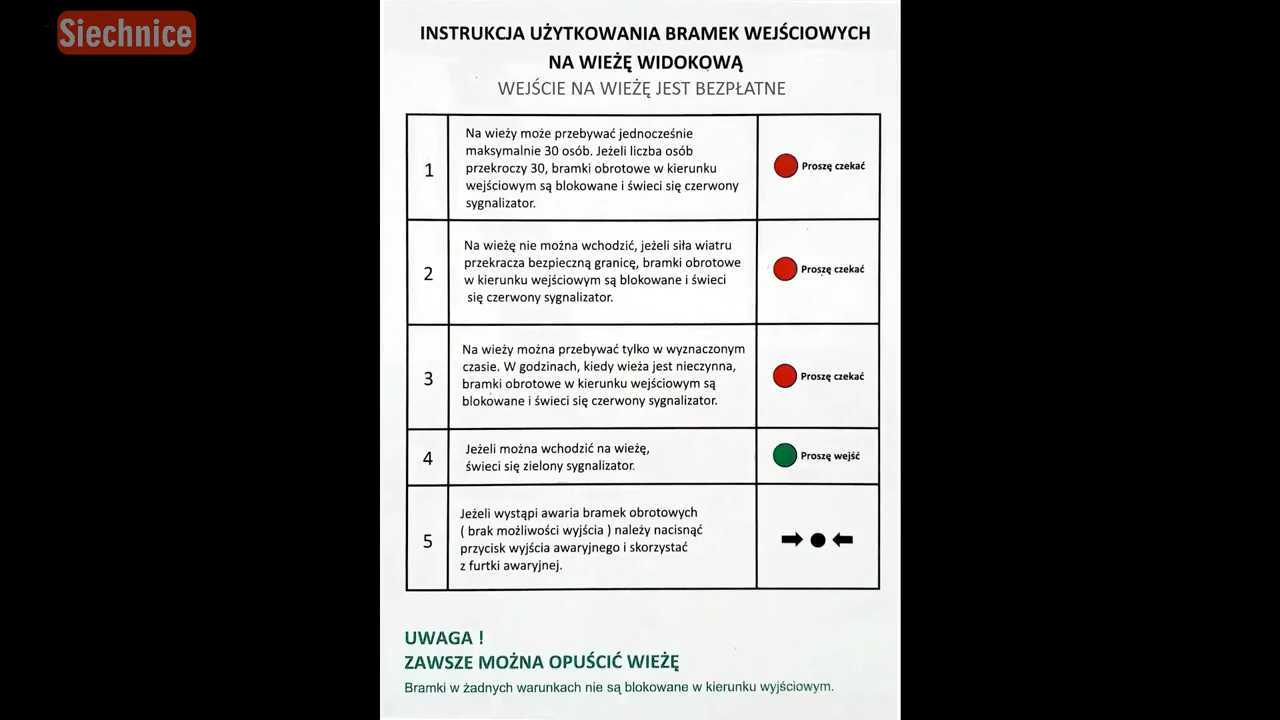 Siechnice
INSTRUKCJA UŻYTKOWANIA BRAMEK WEJŚCIOWYCH
NA WIEŻĘ WIDOKOWĄ
WEJŚCIE NA WIEŻĘ JEST BEZPŁATNE
1
Na wieży może przebywać jednocześnie
maksymalnie 30 osób. Jeżeli liczba osób
przekroczy 30, bramki obrotowe w kierunku
wejściowym są blokowane i świeci się czerwony
sygnalizator.
Proszę czekać
2
Na wieżę nie można wchodzić, jeżeli siła wiatru
przekracza bezpieczną granicę, bramki obrotowe
w kierunku wejściowym są blokowane i świeci
się czerwony sygnalizator.
Proszę czekać
3
Na wieży można przebywać tylko w wyznaczonym
czasie. W godzinach, kiedy wieża jest nieczynna,
bramki obrotowe w kierunku wejściowym są
blokowane i świeci się czerwony sygnalizator.
Proszę czekać
4
Jeżeli można wchodzić na wieżę,
świeci się zielony sygnalizator.
Proszę wejść
5
Jeżeli wystąpi awaria bramek obrotowych
( brak możliwości wyjścia ) należy nacisnąć
przycisk wyjścia awaryjnego i skorzystać
z furtki awaryjnej.
UWAGA !
ZAWSZE MOŻNA OPUŚCIĆ WIEŻĘ
Bramki w żadnych warunkach nie są blokowane w kierunku wyjściowym.